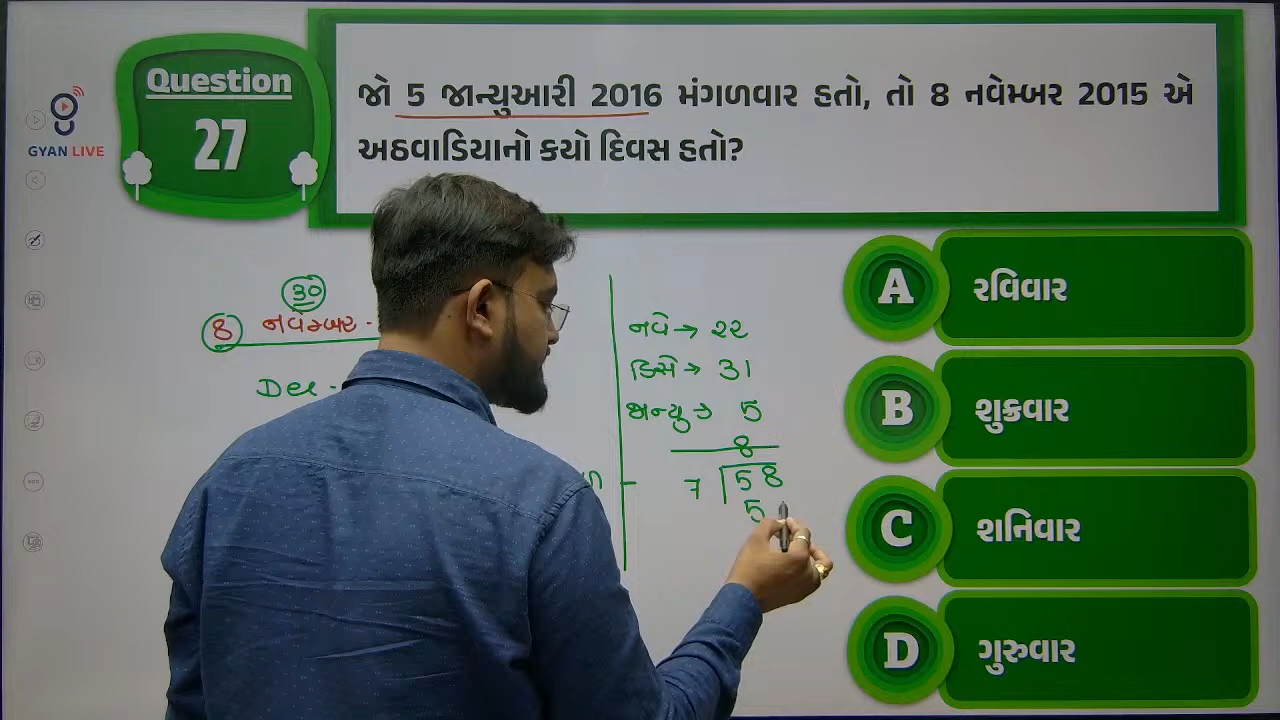 Question
27
GYAN LIVE
જો 5 જાન્યુઆરી 2016 મંગળવાર હતો, તો 8 નવેમ્બર 2015 એ
અઠવાડિયાનો કયો દિવસ હતો?
30
8 નવેમ્બર -
Dec -
નવે → ૨૨
ડિસે → 31
જાન્યુ → 5
8
7 58
5
A રવિવાર
B શુક્રવાર
C શનિવાર
D ગુરુવાર